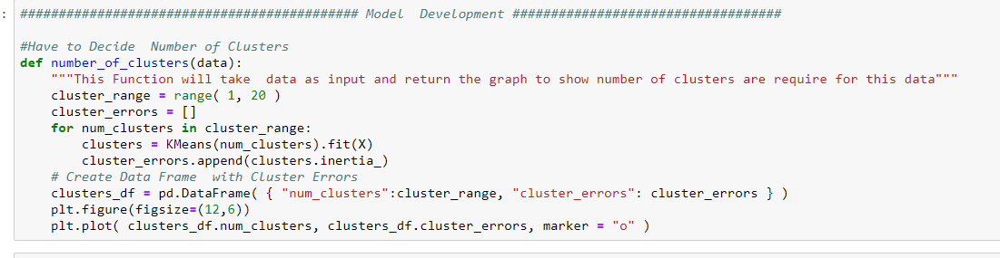 : ############################################ Model  Development ###################################
#Have to Decide  Number of Clusters
def number_of_clusters(data):
    """This Function will take  data as input and return the graph to show number of clusters are require for this data"""
    cluster_range = range( 1, 20 )
    cluster_errors = []
    for num_clusters in cluster_range:
        clusters = KMeans(num_clusters).fit(X)
        cluster_errors.append(clusters.inertia_)
    # Create Data Frame  with Cluster Errors
    clusters_df = pd.DataFrame( { "num_clusters":cluster_range, "cluster_errors": cluster_errors } )
    plt.figure(figsize=(12,6))
    plt.plot( clusters_df.num_clusters, clusters_df.cluster_errors, marker = "o" )